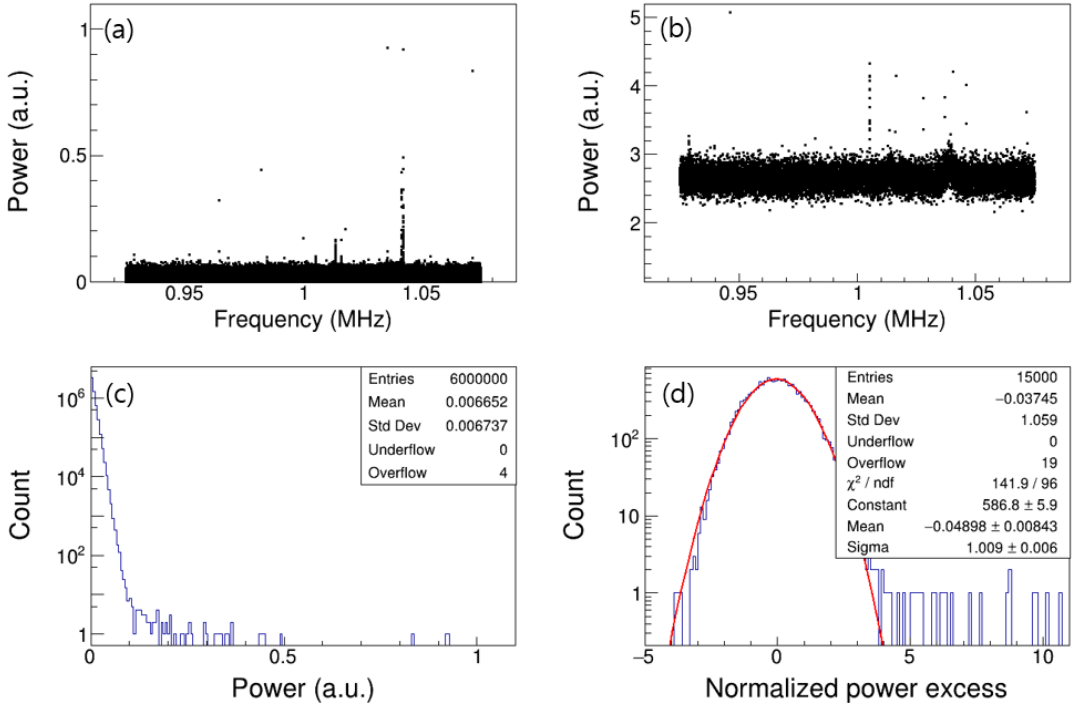 (a)
1
0.5
0
Power (a.u.)
0.95
1
1.05
Frequency (MHz)
(b)
5
4
3
2
Power (a.u.)
0.95
1
1.05
Frequency (MHz)
(c)
10^6
10^4
10^2
1
Count
Entries 6000000
Mean 0.006652
Std Dev 0.006737
Underflow 0
Overflow 4
0
0.5
1
Power (a.u.)
(d)
10^2
10
1
Count
Entries 15000
Mean −0.03745
Std Dev 1.059
Underflow 0
Overflow 19
χ² / ndf 141.9 / 96
Constant 586.8 ± 5.9
Mean −0.04898 ± 0.00843
Sigma 1.009 ± 0.006
−5
0
5
10
Normalized power excess